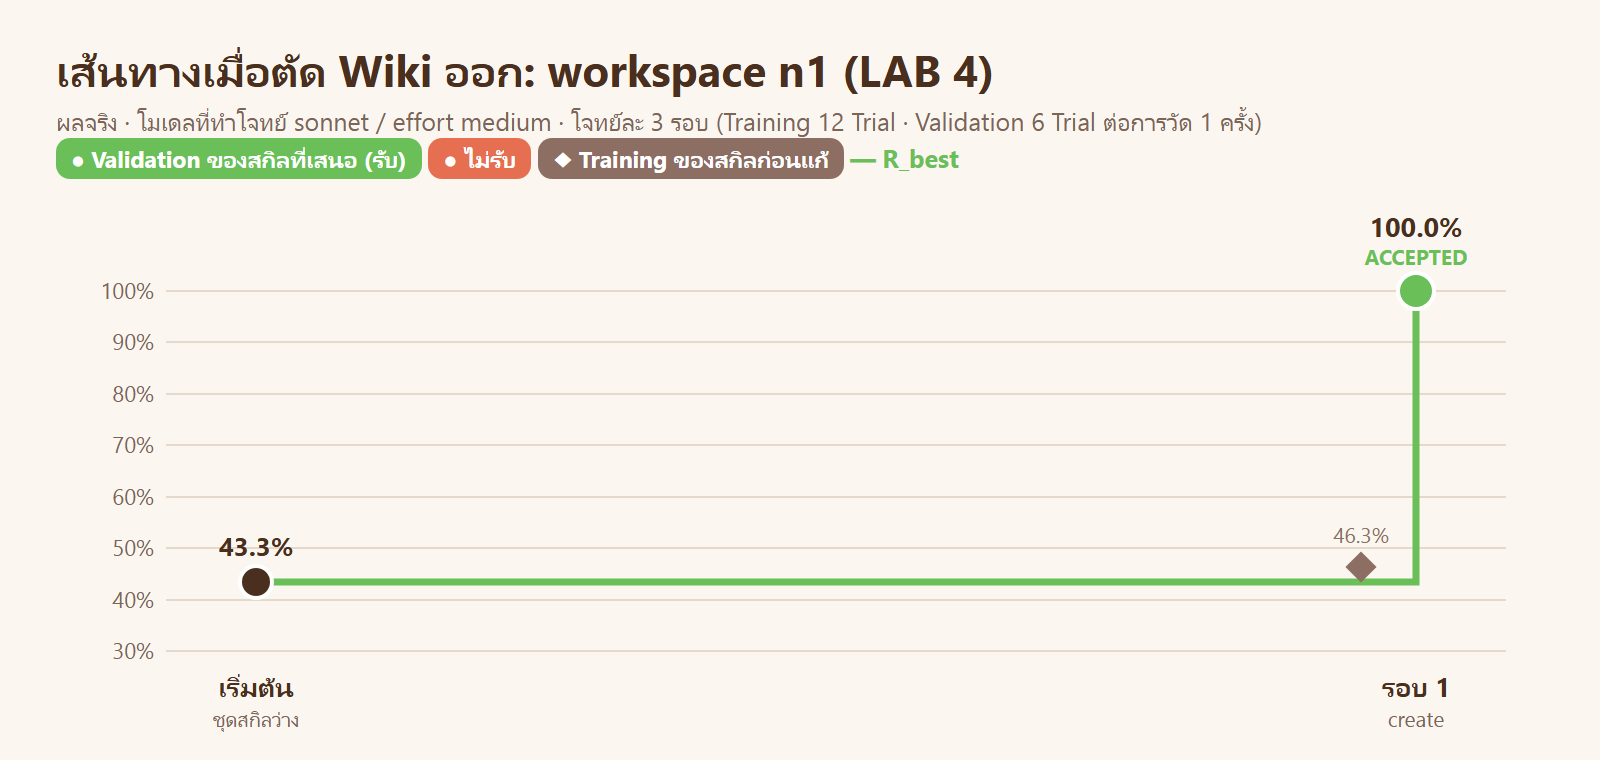 เส้นทางเมื่อตัด Wiki ออก: workspace n1 (LAB 4)
ผลจริง · โมเดลที่ทำโจทย์ sonnet / effort medium · โจทย์ละ 3 รอบ (Training 12 Trial · Validation 6 Trial ต่อการวัด 1 ครั้ง)
● Validation ของสกิลที่เสนอ (รับ) ● ไม่รับ ◆ Training ของสกิลก่อนแก้ — R_best
100.0%
ACCEPTED
100%
90%
80%
70%
60%
46.3%
50%
43.3%
40%
30%
เริ่มต้น รอบ 1
ชุดสกิลว่าง create